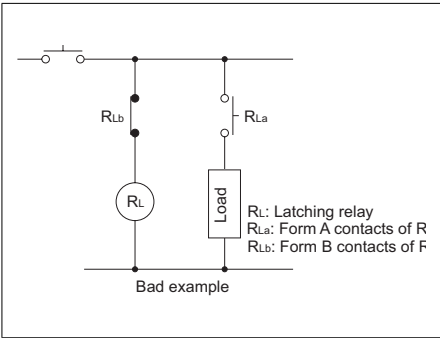 RLb
RLa
RL
Load
RL: Latching relay
RLa: Form A contacts of R
RLb: Form B contacts of R
Bad example